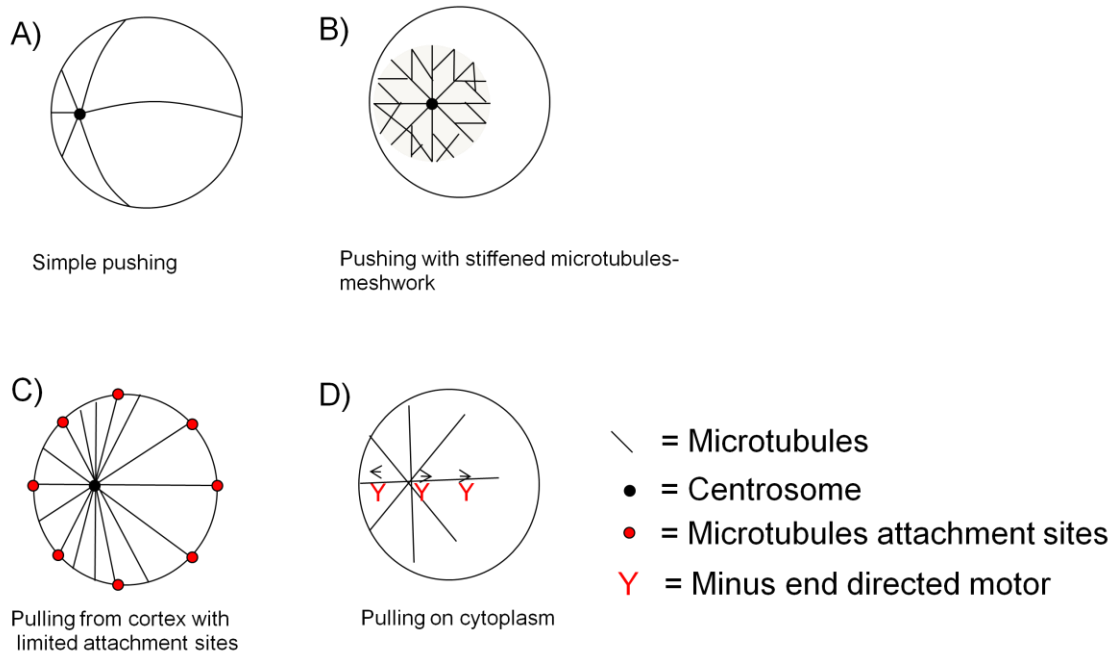 A)
B)
Simple pushing
Pushing with stiffened microtubules-
meshwork
C)
D)
Y Y Y
Pulling from cortex with
limited attachment sites
Pulling on cytoplasm
= Microtubules
= Centrosome
= Microtubules attachment sites
Y = Minus end directed motor